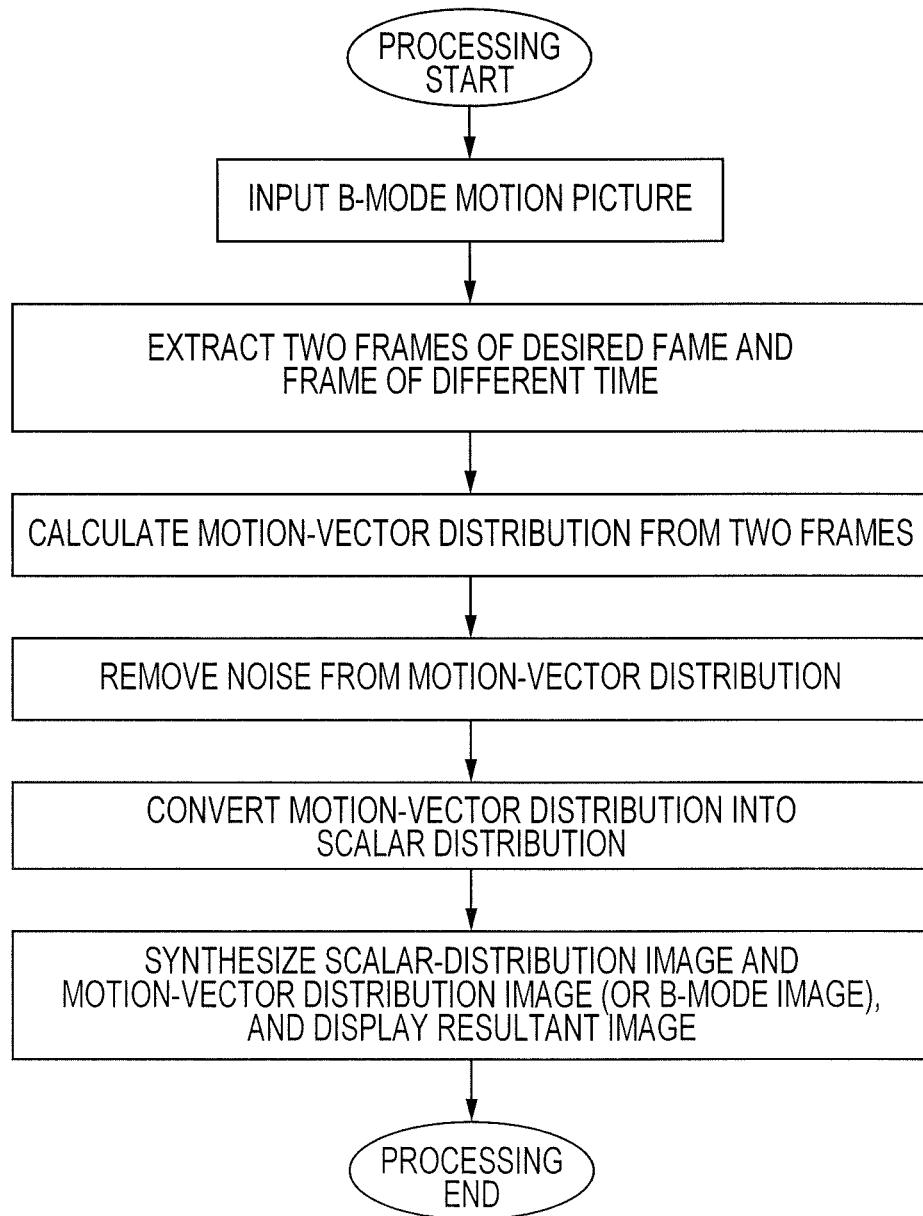 PROCESSING
START
INPUT B-MODE MOTION PICTURE
EXTRACT TWO FRAMES OF DESIRED FAME AND
FRAME OF DIFFERENT TIME
CALCULATE MOTION-VECTOR DISTRIBUTION FROM TWO FRAMES
REMOVE NOISE FROM MOTION-VECTOR DISTRIBUTION
CONVERT MOTION-VECTOR DISTRIBUTION INTO
SCALAR DISTRIBUTION
SYNTHESIZE SCALAR-DISTRIBUTION IMAGE AND
MOTION-VECTOR DISTRIBUTION IMAGE (OR B-MODE IMAGE),
AND DISPLAY RESULTANT IMAGE
PROCESSING
END